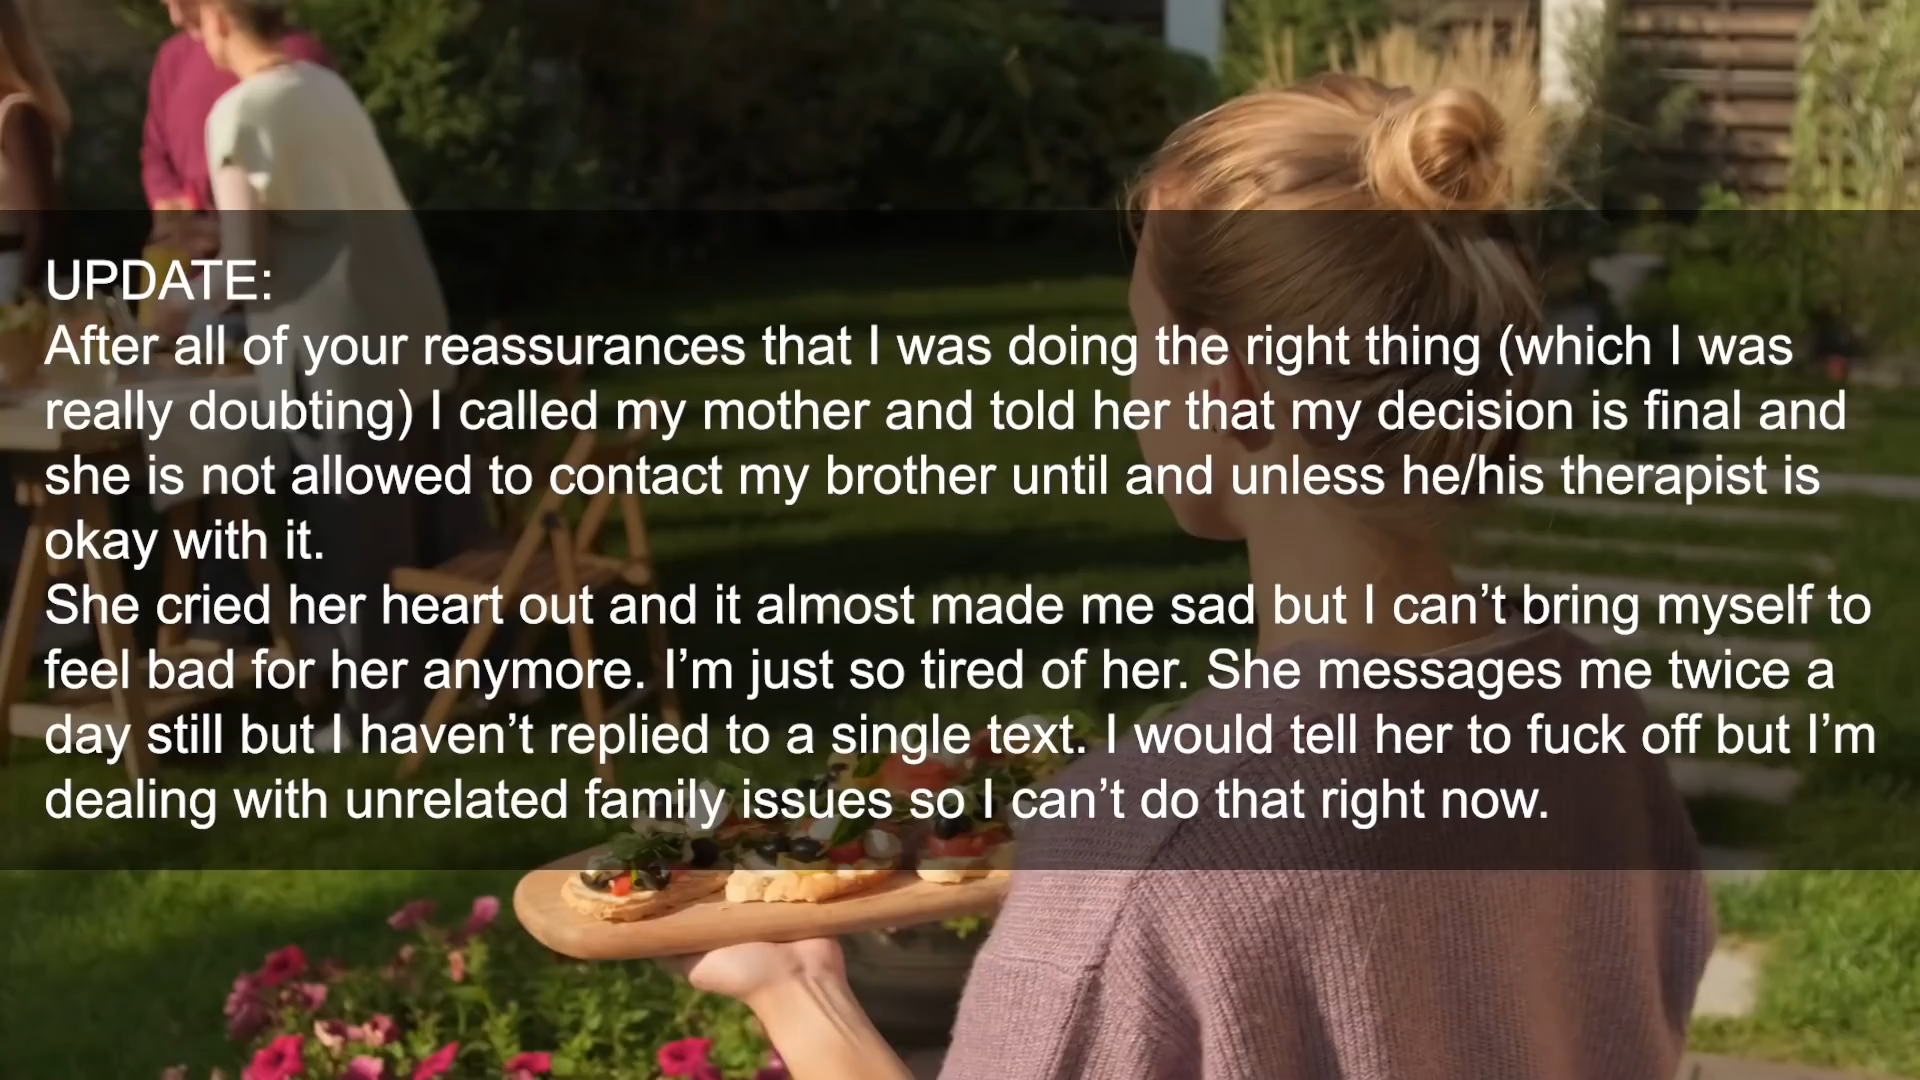 UPDATE:
After all of your reassurances that I was doing the right thing (which I was
really doubting) I called my mother and told her that my decision is final and
she is not allowed to contact my brother until and unless he/his therapist is
okay with it.
She cried her heart out and it almost made me sad but I can’t bring myself to
feel bad for her anymore. I’m just so tired of her. She messages me twice a
day still but I haven’t replied to a single text. I would tell her to fuck off but I’m
dealing with unrelated family issues so I can’t do that right now.